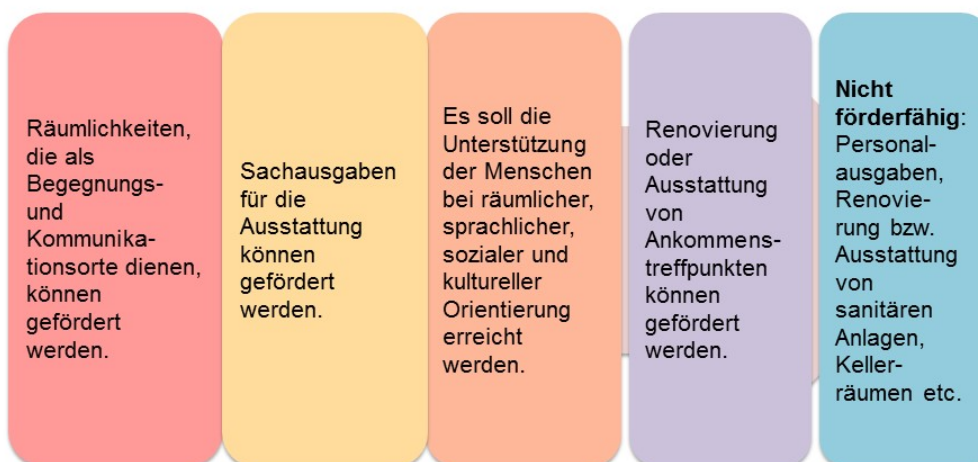 Räumlichkeiten,
die als
Begegnungs-
und
Kommunika-
tionsorte dienen,
können
gefördert
werden.
Sachausgaben
für die
Ausstattung
können
gefördert
werden.
Es soll die
Unterstützung
der Menschen
bei räumlicher,
sprachlicher,
sozialer und
kultureller
Orientierung
erreicht
werden.
Renovierung
oder
Ausstattung
von
Ankommens-
treffpunkten
können
gefördert
werden.
Nicht
förderfähig:
Personal-
ausgaben,
Renovie-
rung bzw.
Ausstattung
von
sanitären
Anlagen,
Keller-
räumen etc.